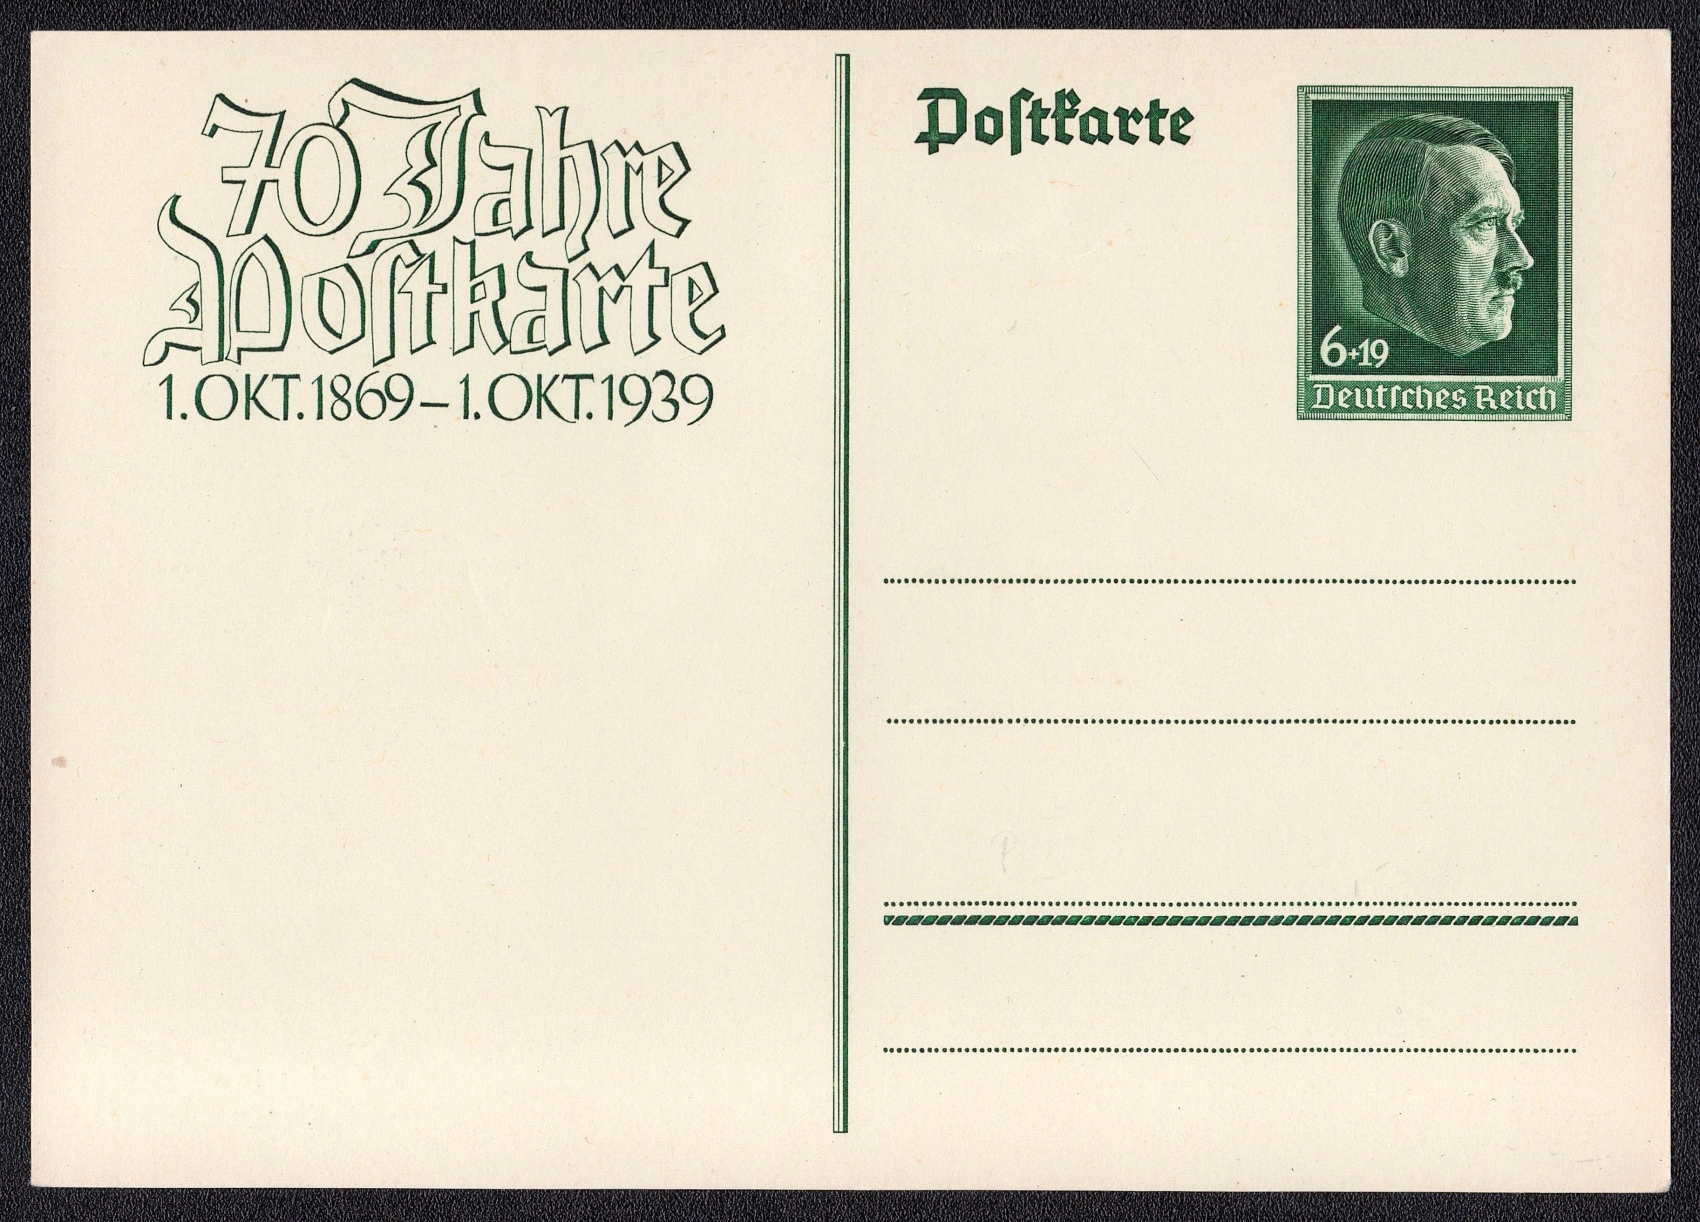 70 Jahre
Poſtkarte
1. OKT. 1869 – 1. OKT. 1939
Poſtkarte
6+19
Deutſches Reich